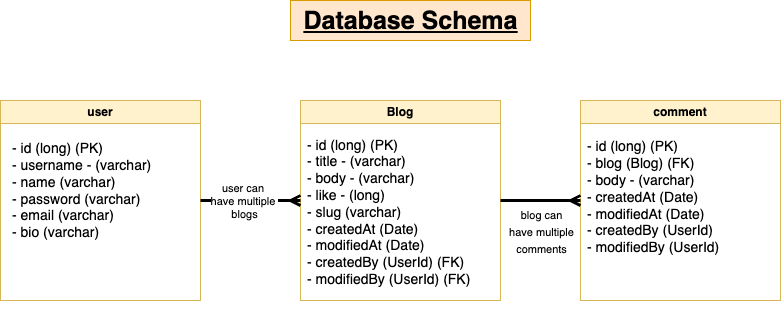 Database Schema
user
- id (long) (PK)
- username - (varchar)
- name (varchar)
- password (varchar)
- email (varchar)
- bio (varchar)
user can
have multiple
blogs
Blog
- id (long) (PK)
- title - (varchar)
- body - (varchar)
- like - (long)
- slug (varchar)
- createdAt (Date)
- modifiedAt (Date)
- createdBy (UserId) (FK)
- modifiedBy (UserId) (FK)
blog can
have multiple
comments
comment
- id (long) (PK)
- blog (Blog) (FK)
- body - (varchar)
- createdAt (Date)
- modifiedAt (Date)
- createdBy (UserId)
- modifiedBy (UserId)